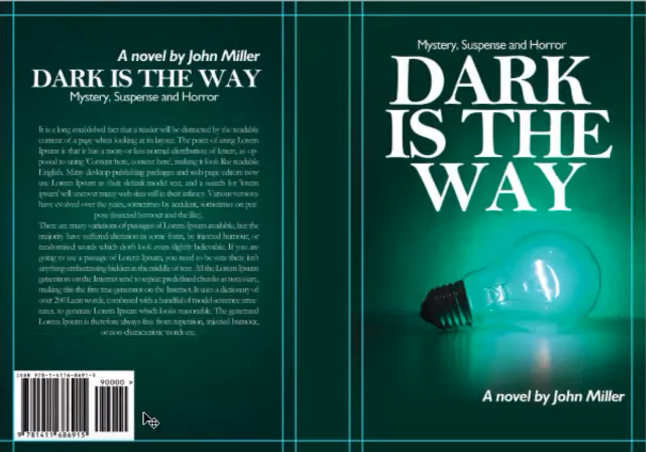 A novel by John Miller
DARK IS THE WAY
Mystery, Suspense and Horror
It is a long established fact that a reader will be distracted by the readable
content of a page when looking at its layout. The point of using Lorem
Ipsum is that it has a more-or-less normal distribution of letters, as op-
posed to using 'Content here, content here', making it look like readable
English. Many desktop publishing packages and web page editors now
use Lorem Ipsum as their default model text, and a search for 'lorem
ipsum' will uncover many web sites still in their infancy. Various versions
have evolved over the years, sometimes by accident, sometimes on pur-
pose (injected humour and the like).
There are many variations of passages of Lorem Ipsum available, but the
majority have suffered alteration in some form, by injected humour, or
randomised words which don't look even slightly believable. If you are
going to use a passage of Lorem Ipsum, you need to be sure there isn't
anything embarrassing hidden in the middle of text. All the Lorem Ipsum
generators on the Internet tend to repeat predefined chunks as necessary,
making this the first true generator on the Internet. It uses a dictionary of
over 200 Latin words, combined with a handful of model sentence struc-
tures, to generate Lorem Ipsum which looks reasonable. The generated
Lorem Ipsum is therefore always free from repetition, injected humour,
or non-characteristic words etc.
ISBN 978-1-4116-8691-5
90000 >
9 781411 686915
Mystery, Suspense and Horror
DARK
IS THE
WAY
A novel by John Miller